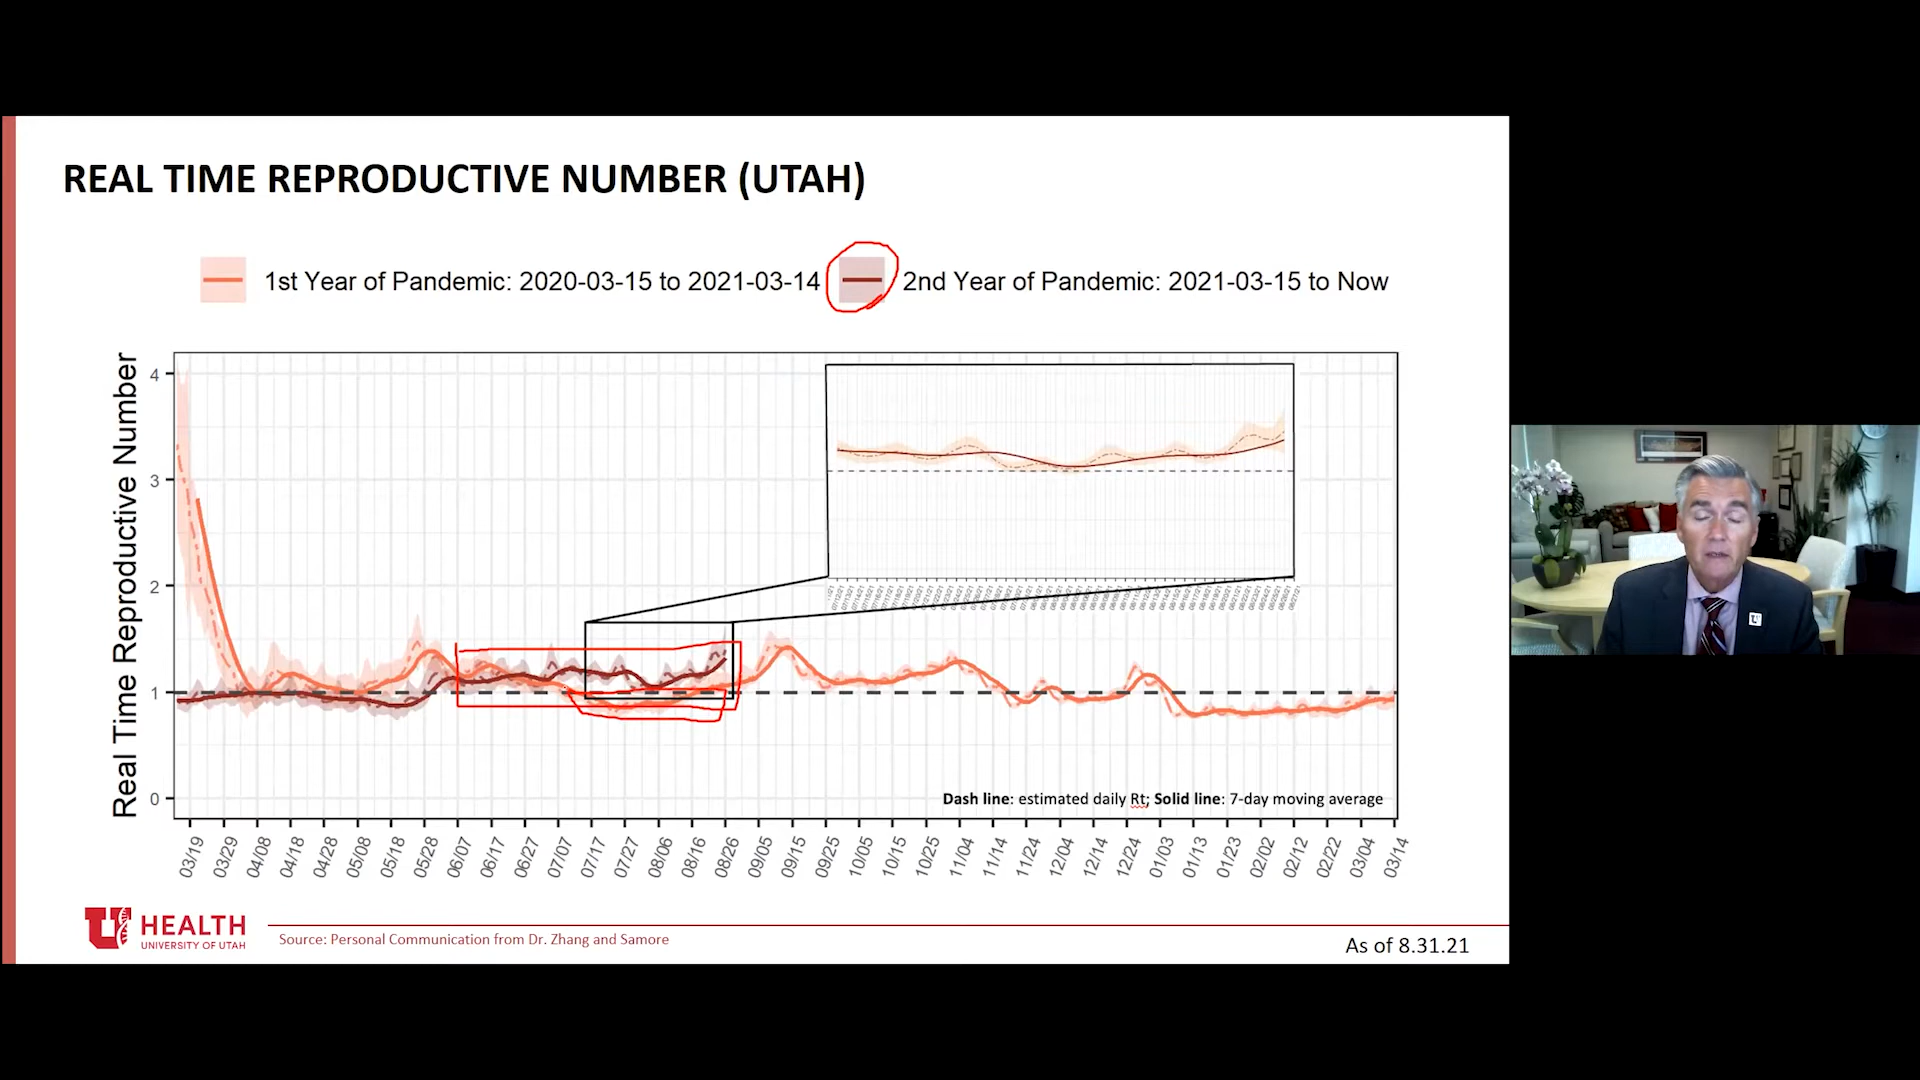 REAL TIME REPRODUCTIVE NUMBER (UTAH)
1st Year of Pandemic: 2020-03-15 to 2021-03-14
2nd Year of Pandemic: 2021-03-15 to Now
Real Time Reproductive Number
4
3
2
1
0
Dash line: estimated daily Rt; Solid line: 7-day moving average
03/19 03/29 04/08 04/18 04/28 05/08 05/18 05/28 06/07 06/17 06/27 07/07 07/17 07/27 08/06 08/16 08/26 09/05 09/15 09/25 10/05 10/15 10/25 11/04 11/14 11/24 12/04 12/14 12/24 01/03 01/13 01/23 02/02 02/12 02/22 03/04 03/14
U HEALTH
UNIVERSITY OF UTAH
Source: Personal Communication from Dr. Zhang and Samore
As of 8.31.21
U